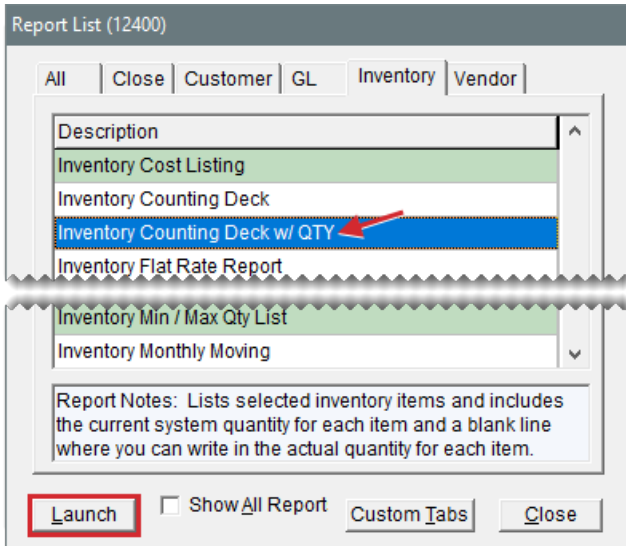 Report List (12400)
All Close Customer GL Inventory Vendor
Description
Inventory Cost Listing
Inventory Counting Deck
Inventory Counting Deck w/ QTY
Inventory Flat Rate Report
Inventory Min / Max Qty List
Inventory Monthly Moving
Report Notes: Lists selected inventory items and includes
the current system quantity for each item and a blank line
where you can write in the actual quantity for each item.
Launch Show All Report Custom Tabs Close